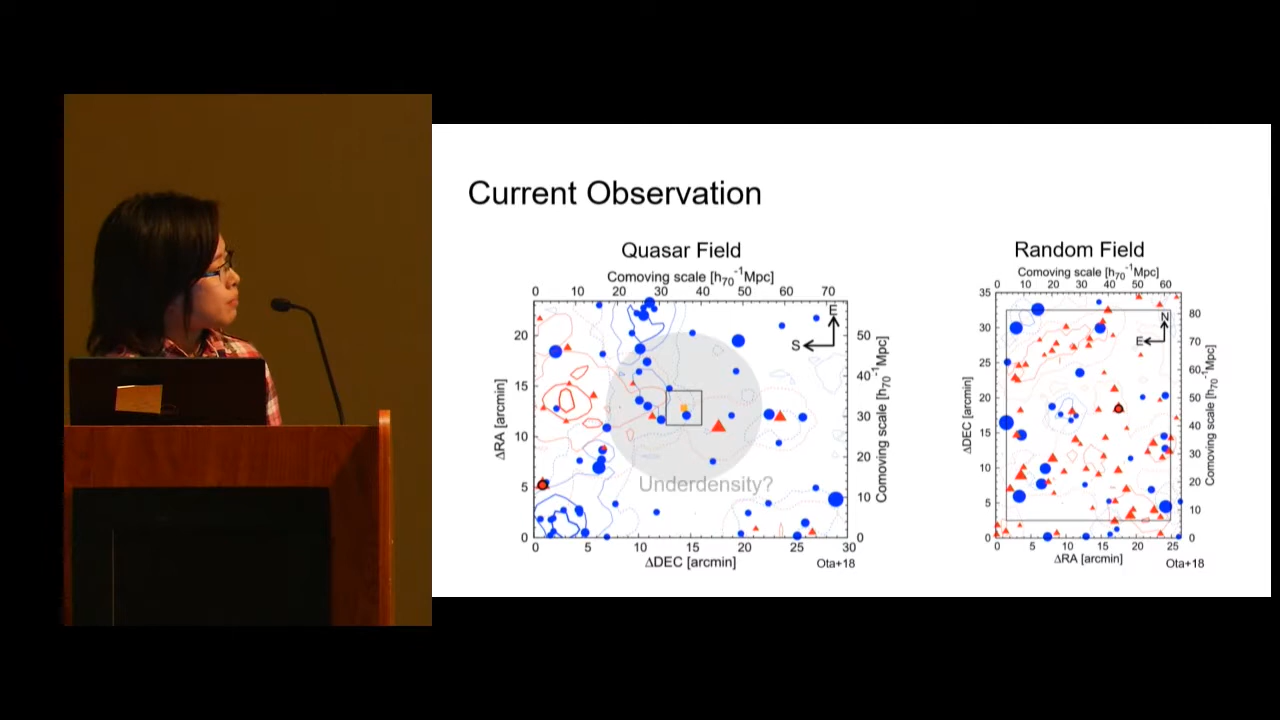 Current Observation
Quasar Field
Comoving scale [h₇₀⁻¹Mpc]
0 10 20 30 40 50 60 70
20
15
10
5
0
ΔRA [arcmin]
E
S
Underdensity?
50
40
30
20
10
0
Comoving scale [h₇₀⁻¹Mpc]
0 5 10 15 20 25 30
ΔDEC [arcmin]
Ota+18
Random Field
Comoving scale [h₇₀⁻¹Mpc]
0 10 20 30 40 50 60
35
30
25
20
15
10
5
0
ΔDEC [arcmin]
N
E
80
70
60
50
40
30
20
10
0
Comoving scale [h₇₀⁻¹Mpc]
0 5 10 15 20 25
ΔRA [arcmin]
Ota+18